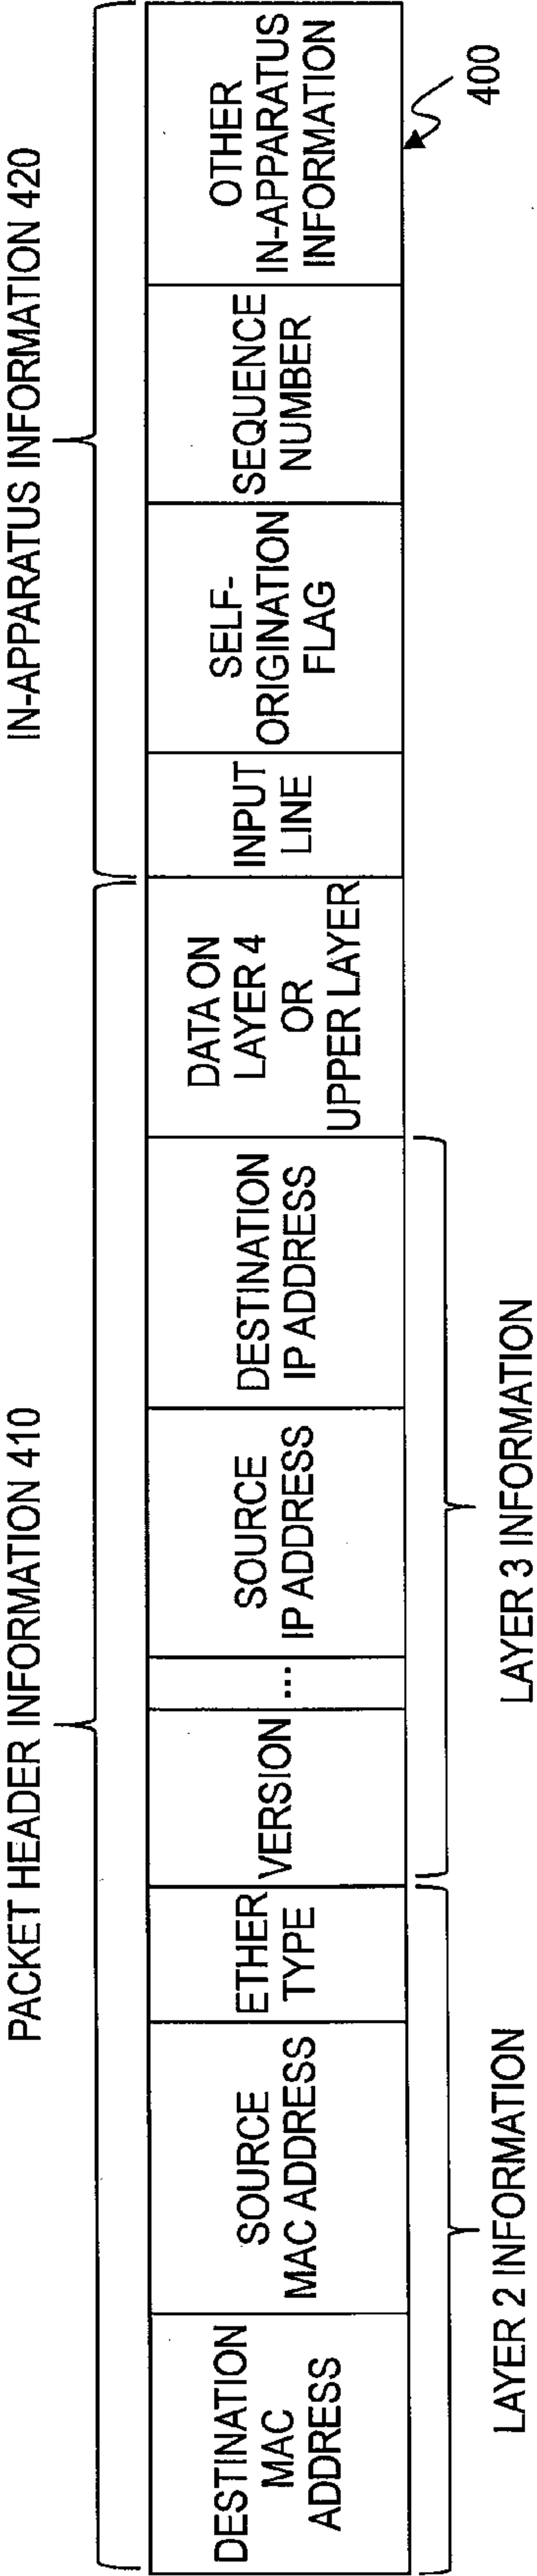 PACKET HEADER INFORMATION 410
IN-APPARATUS INFORMATION 420
DESTINATION
MAC
ADDRESS
SOURCE
MAC ADDRESS
ETHER
TYPE
VERSION
...
SOURCE
IP ADDRESS
DESTINATION
IP ADDRESS
DATA ON
LAYER 4
OR
UPPER LAYER
INPUT
LINE
SELF-
ORIGINATION
FLAG
SEQUENCE
NUMBER
OTHER
IN-APPARATUS
INFORMATION
LAYER 2 INFORMATION
LAYER 3 INFORMATION
400